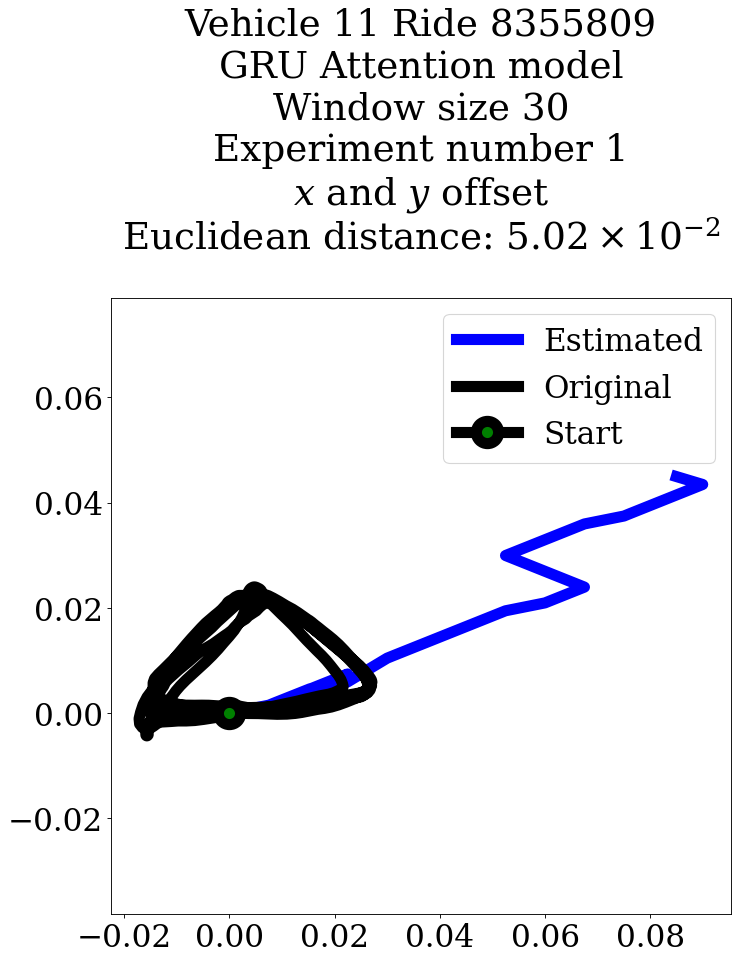 Vehicle 11 Ride 8355809
GRU Attention model
Window size 30
Experiment number 1
x and y offset
Euclidean distance: 5.02 × 10⁻²
Estimated
Original
Start
0.06
0.04
0.02
0.00
−0.02
−0.02 0.00 0.02 0.04 0.06 0.08